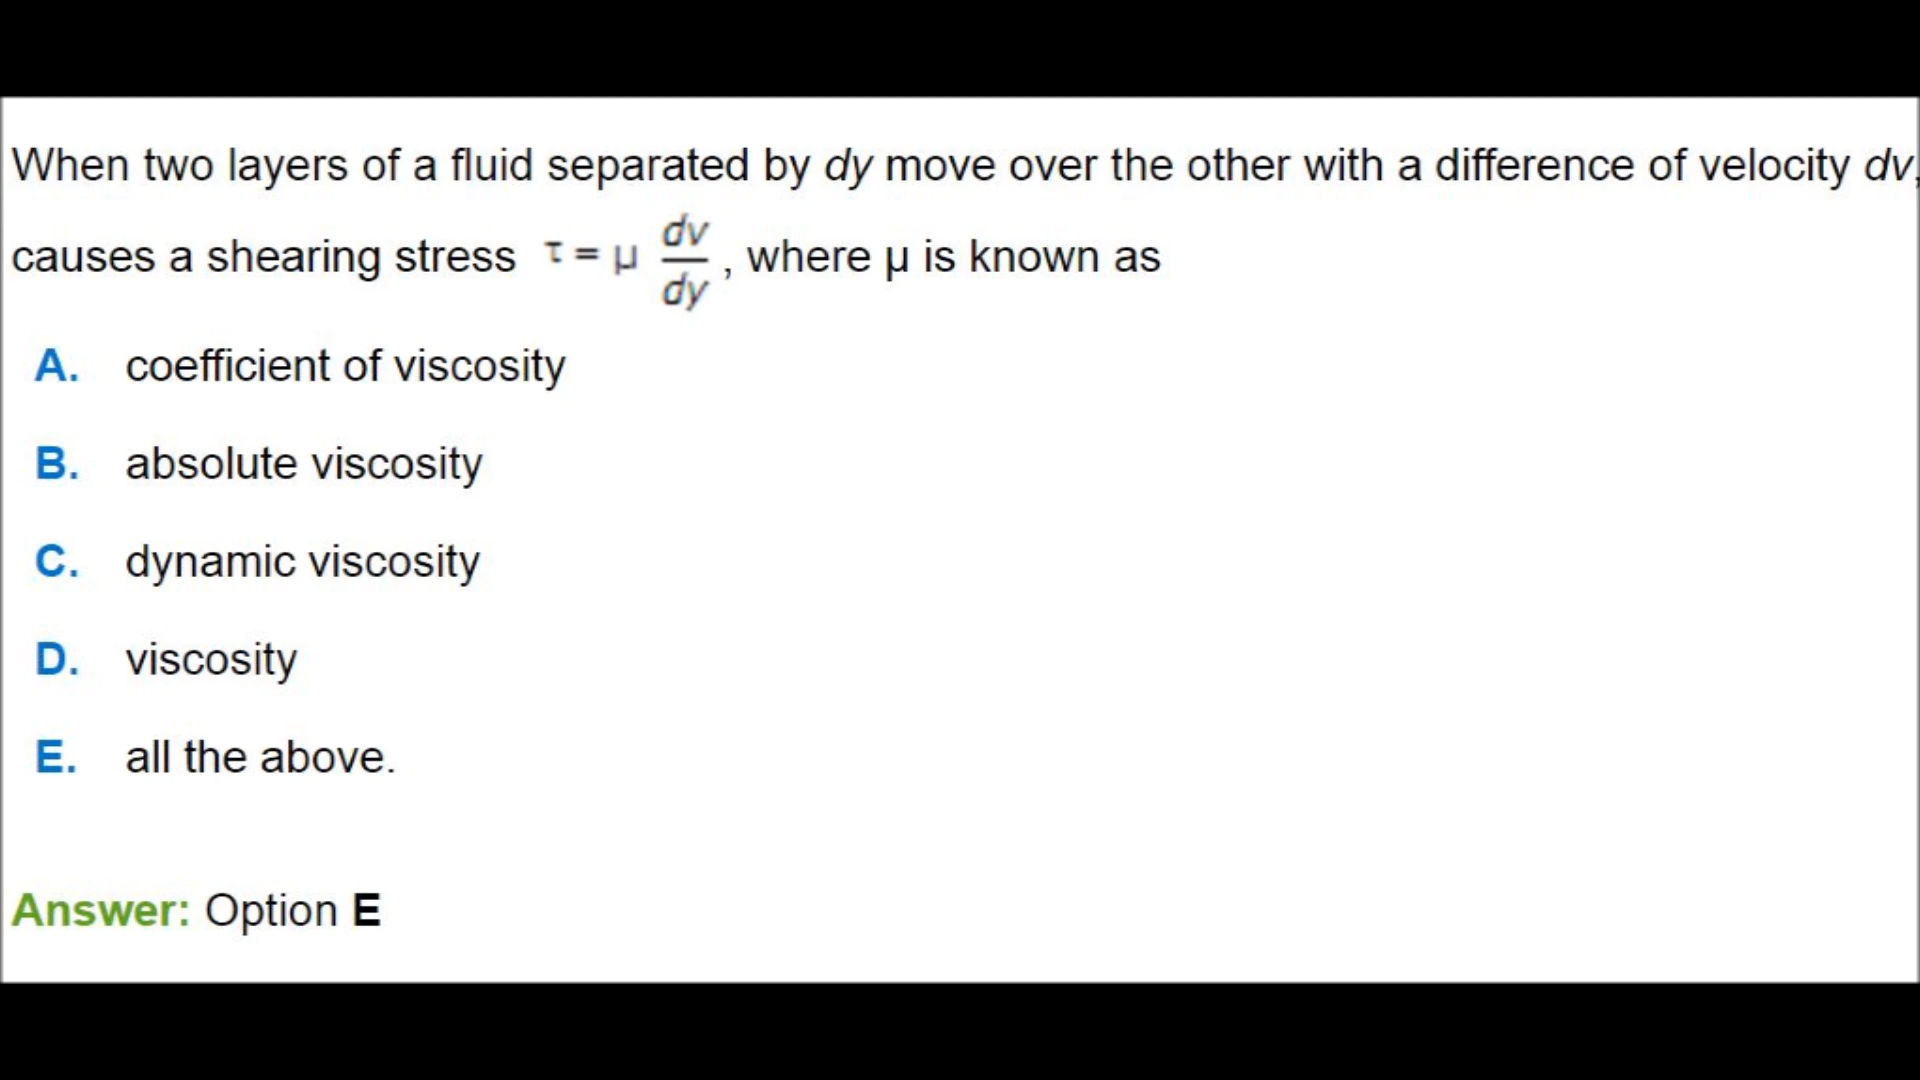 When two layers of a fluid separated by dy move over the other with a difference of velocity dv,
causes a shearing stress τ = μ dv/dy, where μ is known as
A. coefficient of viscosity
B. absolute viscosity
C. dynamic viscosity
D. viscosity
E. all the above.
Answer: Option E